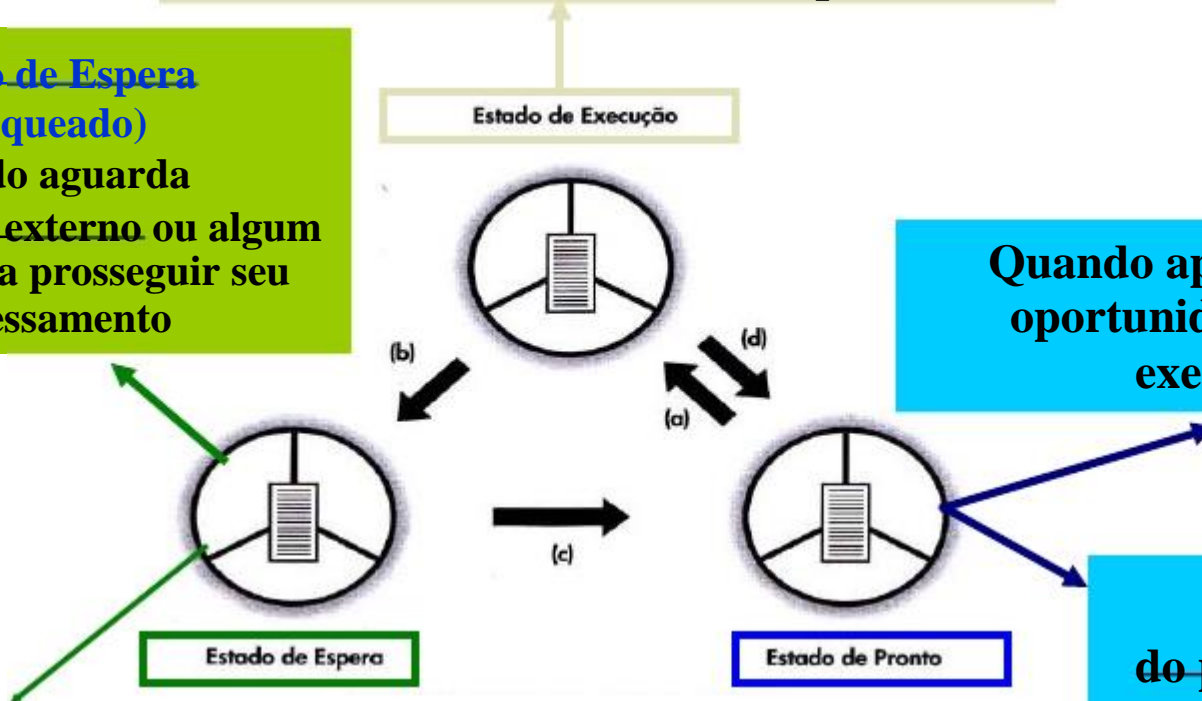 de Espera
queado)
do aguarda
externo ou algum
a prosseguir seu
essamento
Estado de Execução
Quando ap
oportunid
exe
(b)
(d)
(a)
(c)
Estado de Espera
Estado de Pronto
do p